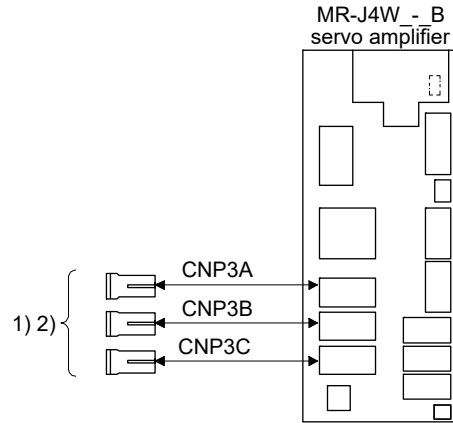 MR-J4W_-_B
servo amplifier
CNP3A
CNP3B
1) 2)
CNP3C